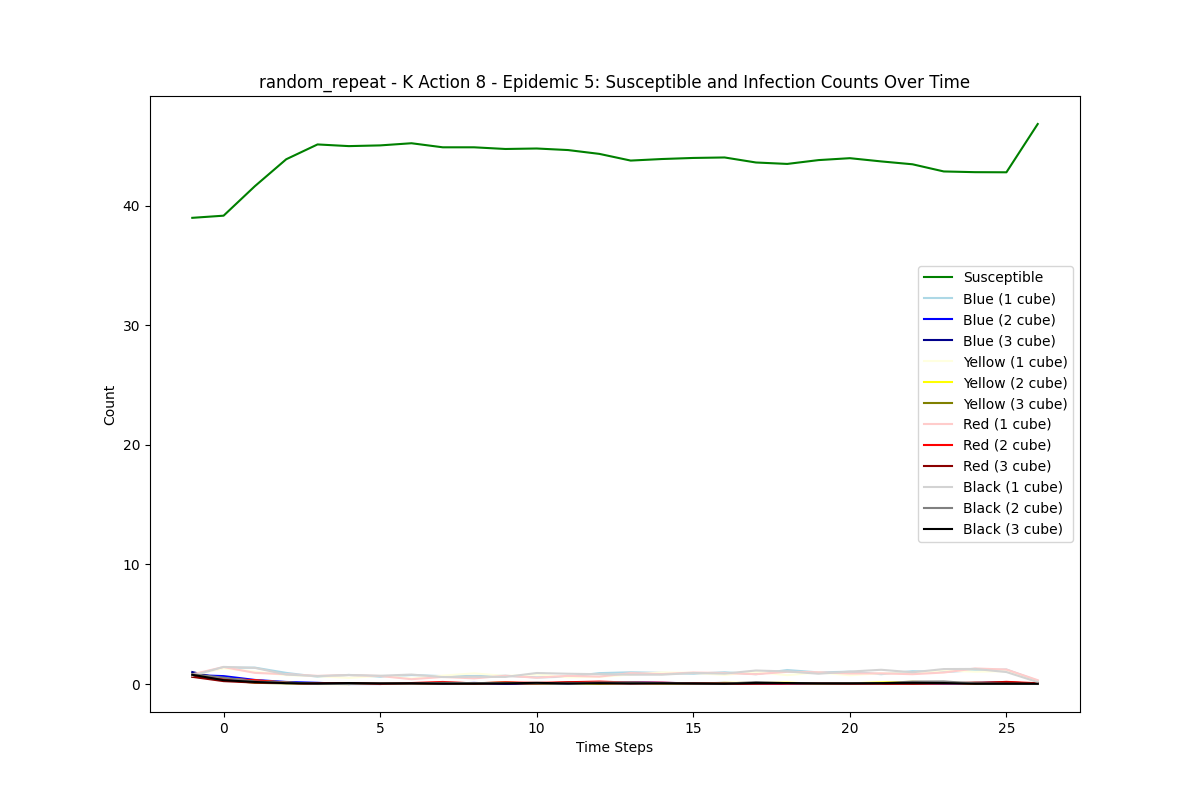 random_repeat - K Action 8 - Epidemic 5: Susceptible and Infection Counts Over Time
Count
40
30
20
10
0
Susceptible
Blue (1 cube)
Blue (2 cube)
Blue (3 cube)
Yellow (1 cube)
Yellow (2 cube)
Yellow (3 cube)
Red (1 cube)
Red (2 cube)
Red (3 cube)
Black (1 cube)
Black (2 cube)
Black (3 cube)
0 5 10 15 20 25
Time Steps